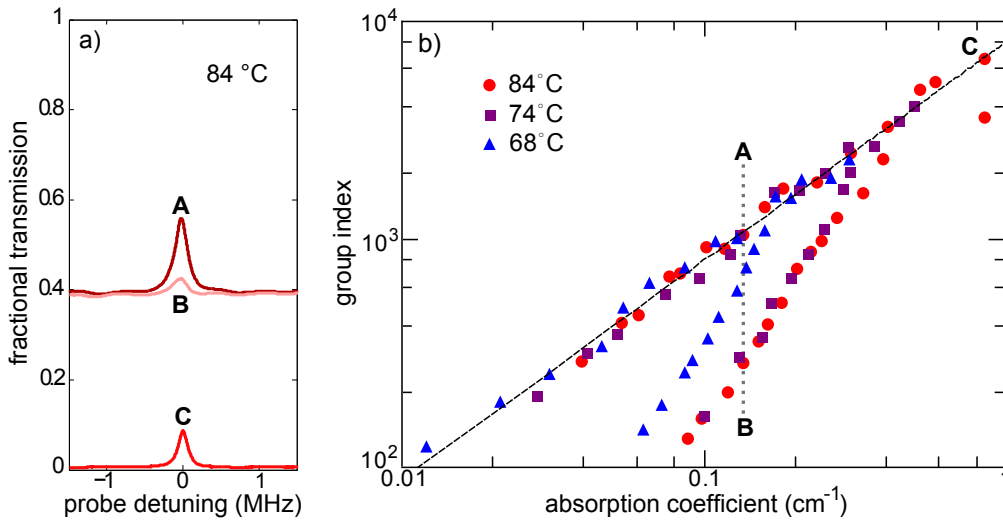 a)
84 °C
A
B
C
1
0.8
0.6
0.4
0.2
0
−1
0
1
probe detuning (MHz)
fractional transmission
b)
84°C
74°C
68°C
A
B
C
10⁴
10³
10²
0.01
0.1
absorption coefficient (cm⁻¹)
group index